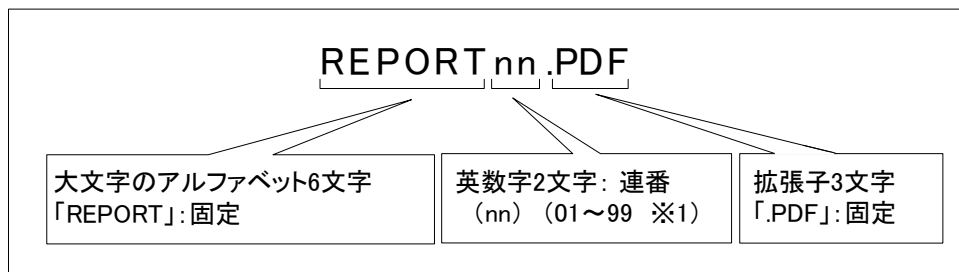 REPORTnn.PDF
大文字のアルファベット6文字
「REPORT」:固定
英数字2文字: 連番
(nn) (01～99 ※1)
拡張子3文字
「.PDF」:固定